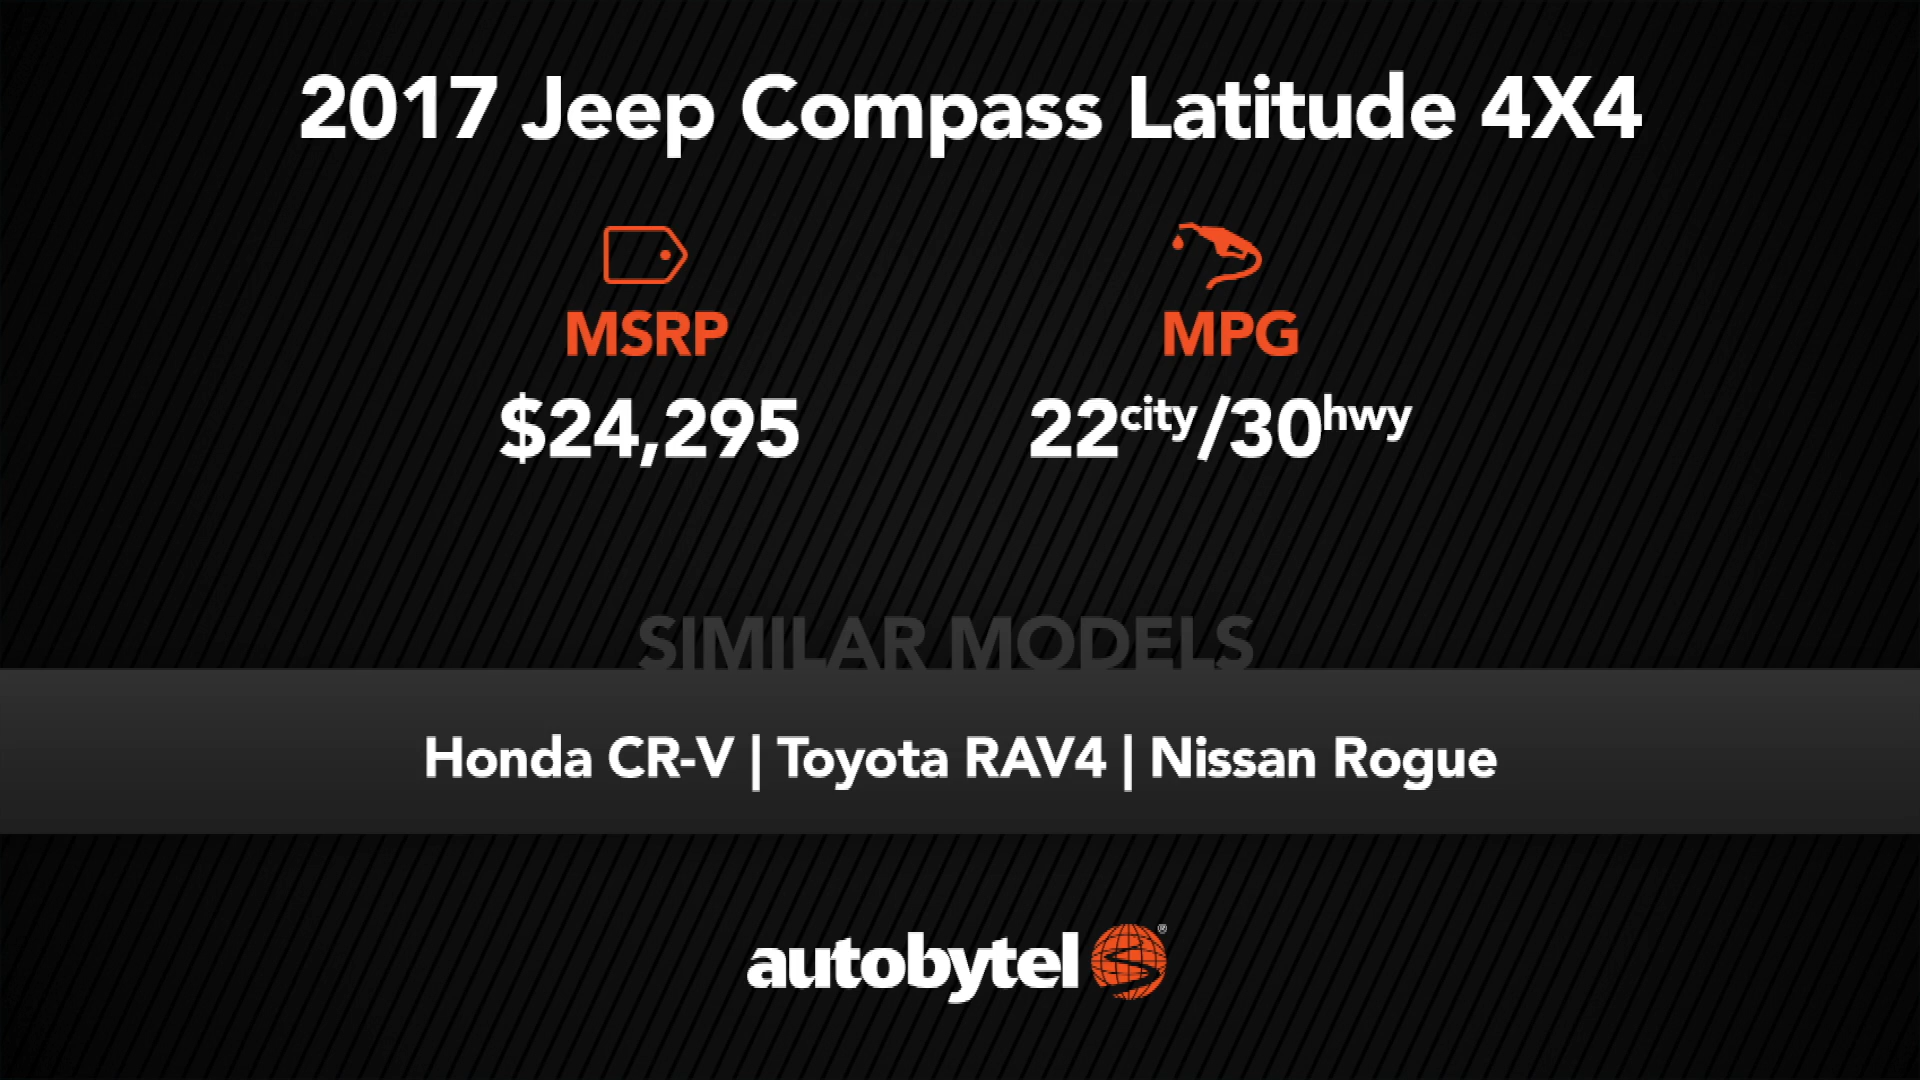 2017 Jeep Compass Latitude 4X4
MSRP
MPG
$24,295
22city/30hwy
SIMILAR MODELS
Honda CR-V | Toyota RAV4 | Nissan Rogue
autobytel®